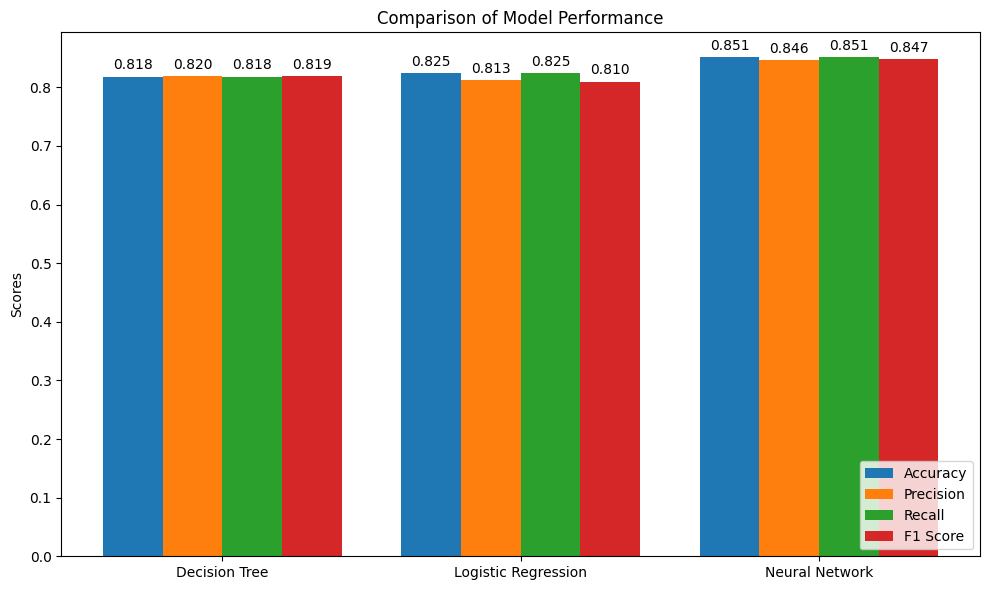 Comparison of Model Performance
0.818 0.820 0.818 0.819 0.825 0.813 0.825 0.810 0.851 0.846 0.851 0.847
Scores
0.8
0.7
0.6
0.5
0.4
0.3
0.2
0.1
0.0
Accuracy
Precision
Recall
F1 Score
Decision Tree Logistic Regression Neural Network